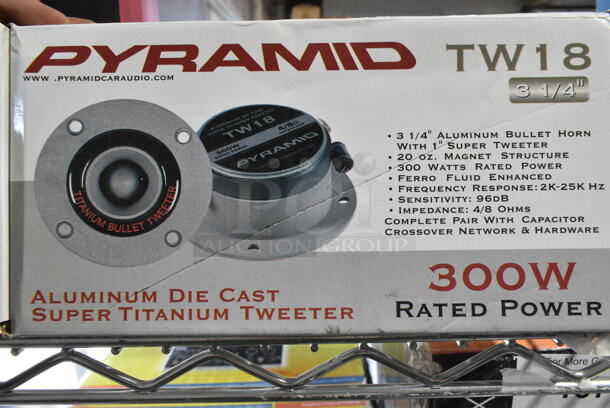 PYRAMID
WWW.PYRAMIDCARAUDIO.COM
TW18
3 1/4"
TITANIUM BULLET TWEETER
TW18
4/8Ω
300W
PYRAMID
• 3 1/4" ALUMINUM BULLET HORN
WITH 1" SUPER TWEETER
• 20 OZ. MAGNET STRUCTURE
• 300 WATTS RATED POWER
• FERRO FLUID ENHANCED
• FREQUENCY RESPONSE: 2K-25K HZ
• SENSITIVITY: 96DB
• IMPEDANCE: 4/8 OHMS
COMPLETE PAIR WITH CAPACITOR
CROSSOVER NETWORK & HARDWARE
AUCTION GROUP
ALUMINUM DIE CAST
SUPER TITANIUM TWEETER
300W
RATED POWER
For More